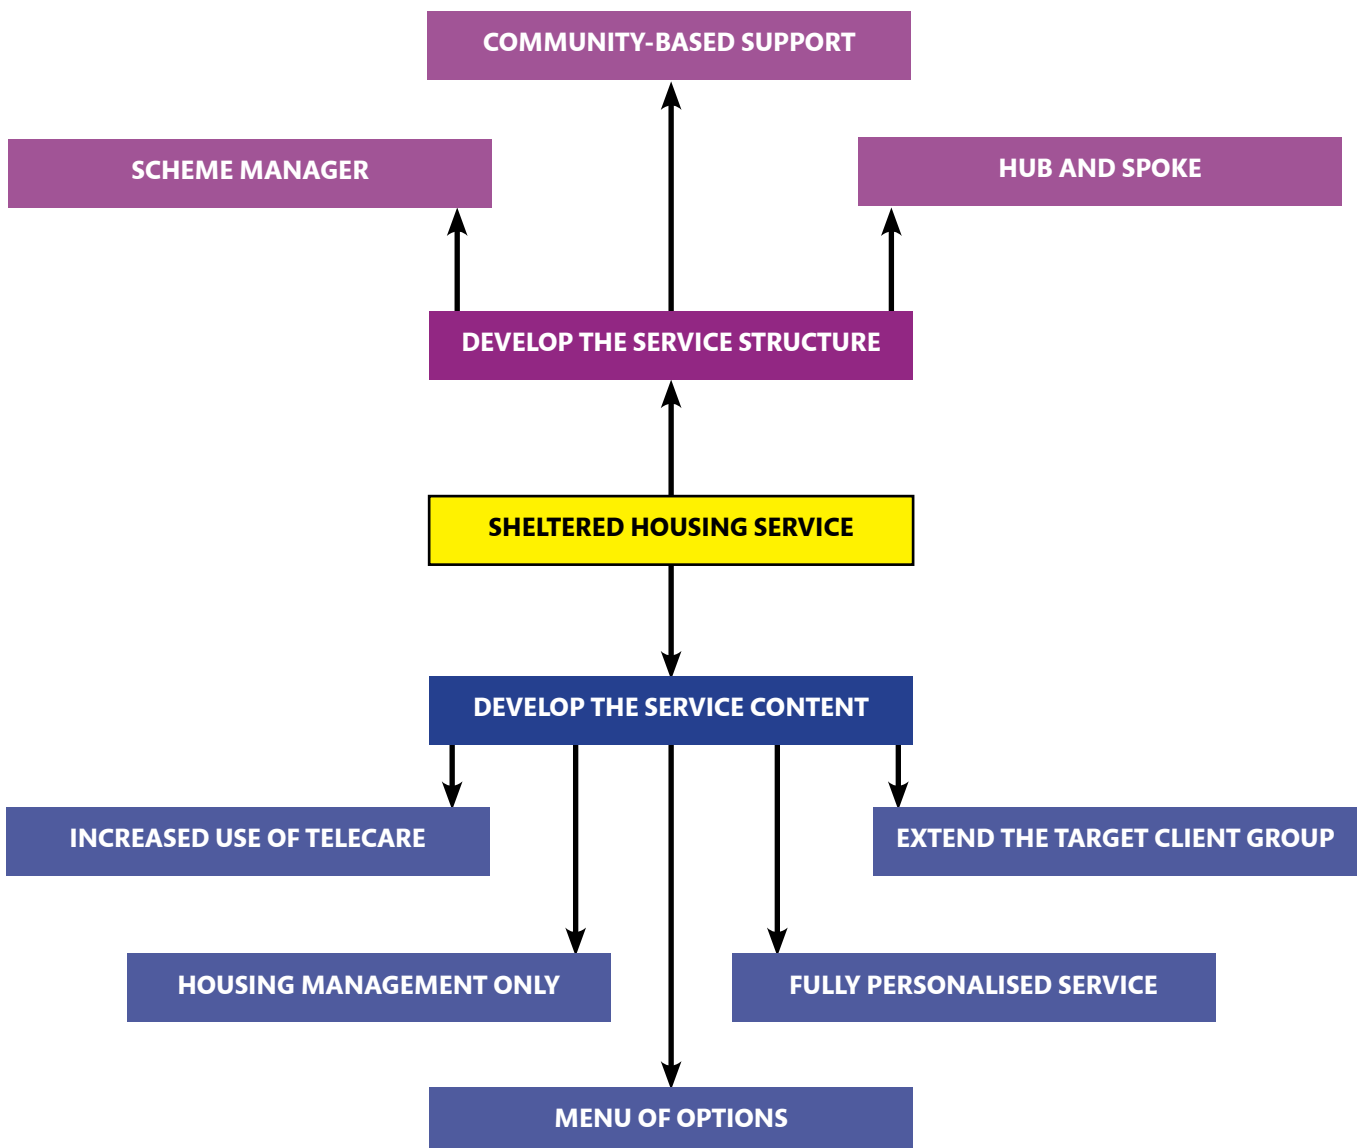 COMMUNITY-BASED SUPPORT
SCHEME MANAGER
HUB AND SPOKE
DEVELOP THE SERVICE STRUCTURE
SHELTERED HOUSING SERVICE
DEVELOP THE SERVICE CONTENT
INCREASED USE OF TELECARE
EXTEND THE TARGET CLIENT GROUP
HOUSING MANAGEMENT ONLY
FULLY PERSONALISED SERVICE
MENU OF OPTIONS